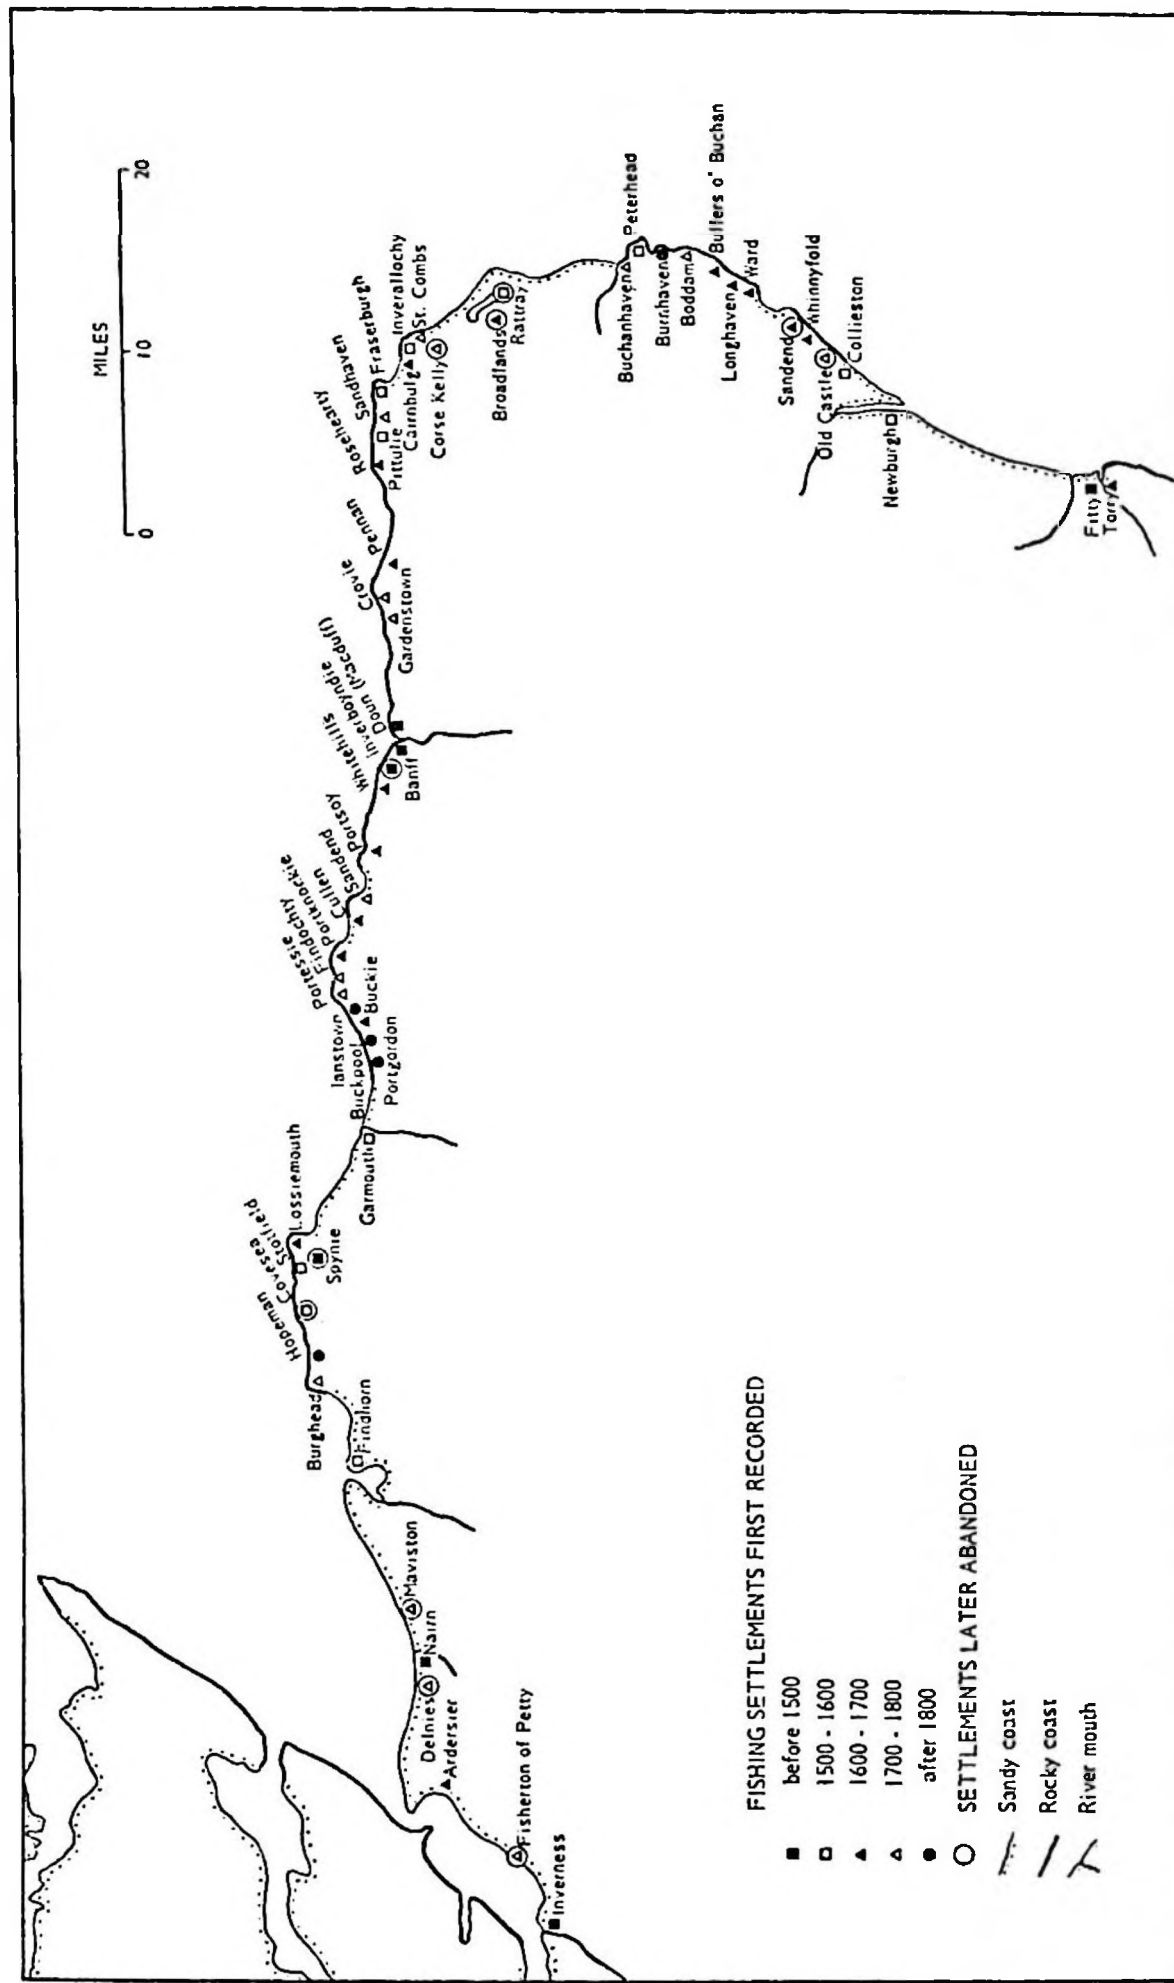 MILES
0
10
20
Inverness
Fisherton of Petty
Ardersier
Delnies
Nairn
Maviston
Findhorn
Burghead
Hopeman
Covesea
Stotfield
Lossiemouth
Spynie
Garmouth
Portgordon
Buckpool
Buckie
Ianstown
Portessie
Findochty
Portknockie
Cullen
Sandend
Portsoy
Whitehills
Inverboyndie
Banff
Doun (Macduff)
Gardenstown
Crovie
Pennan
Rosehearty
Pittulie
Sandhaven
Fraserburgh
Cairnbulg
Inverallochy
St. Combs
Corse Kelly
Broadlands
Rattray
Buchanhaven
Peterhead
Burnhaven
Boddam
Bullers o' Buchan
Longhaven
Ward
Sandend
Whinnyfold
Old Castle
Collieston
Newburgh
Fitty
Torry
FISHING SETTLEMENTS FIRST RECORDED
before 1500
1500 - 1600
1600 - 1700
1700 - 1800
after 1800
SETTLEMENTS LATER ABANDONED
Sandy coast
Rocky coast
River mouth